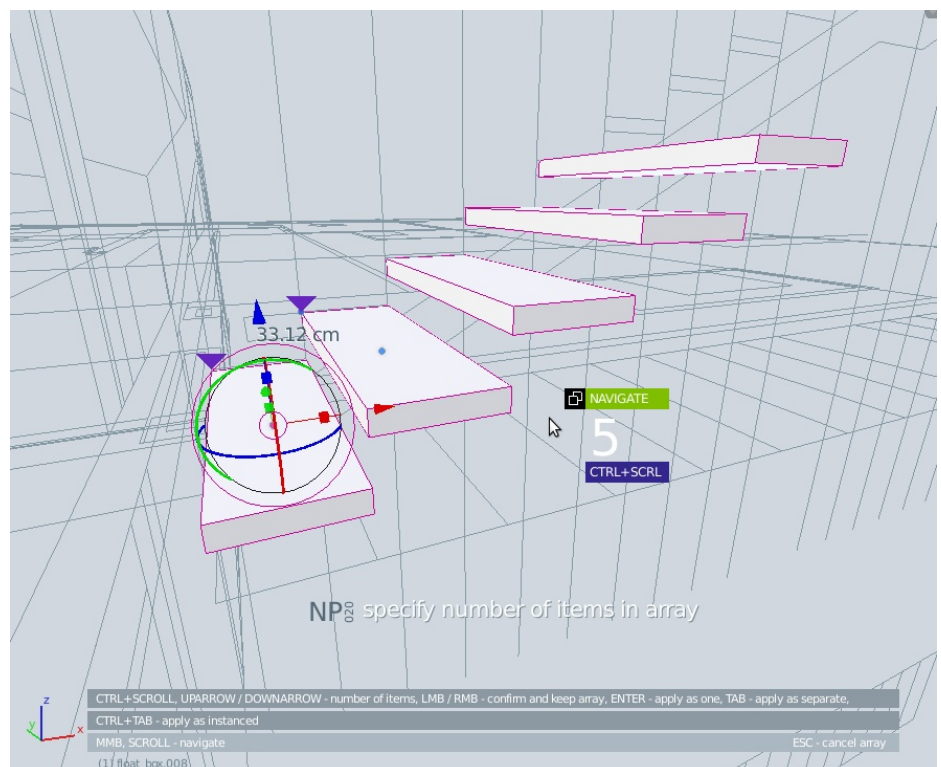 33.12 cm
NAVIGATE
5
CTRL+SCRL
NP 020 specify number of items in array
CTRL+SCROLL, UPARROW / DOWNARROW - number of items, LMB / RMB - confirm and keep array, ENTER - apply as one, TAB - apply as separate,
CTRL+TAB - apply as instanced
MMB, SCROLL - navigate ESC - cancel array
z
y
x
(1) float_box.008